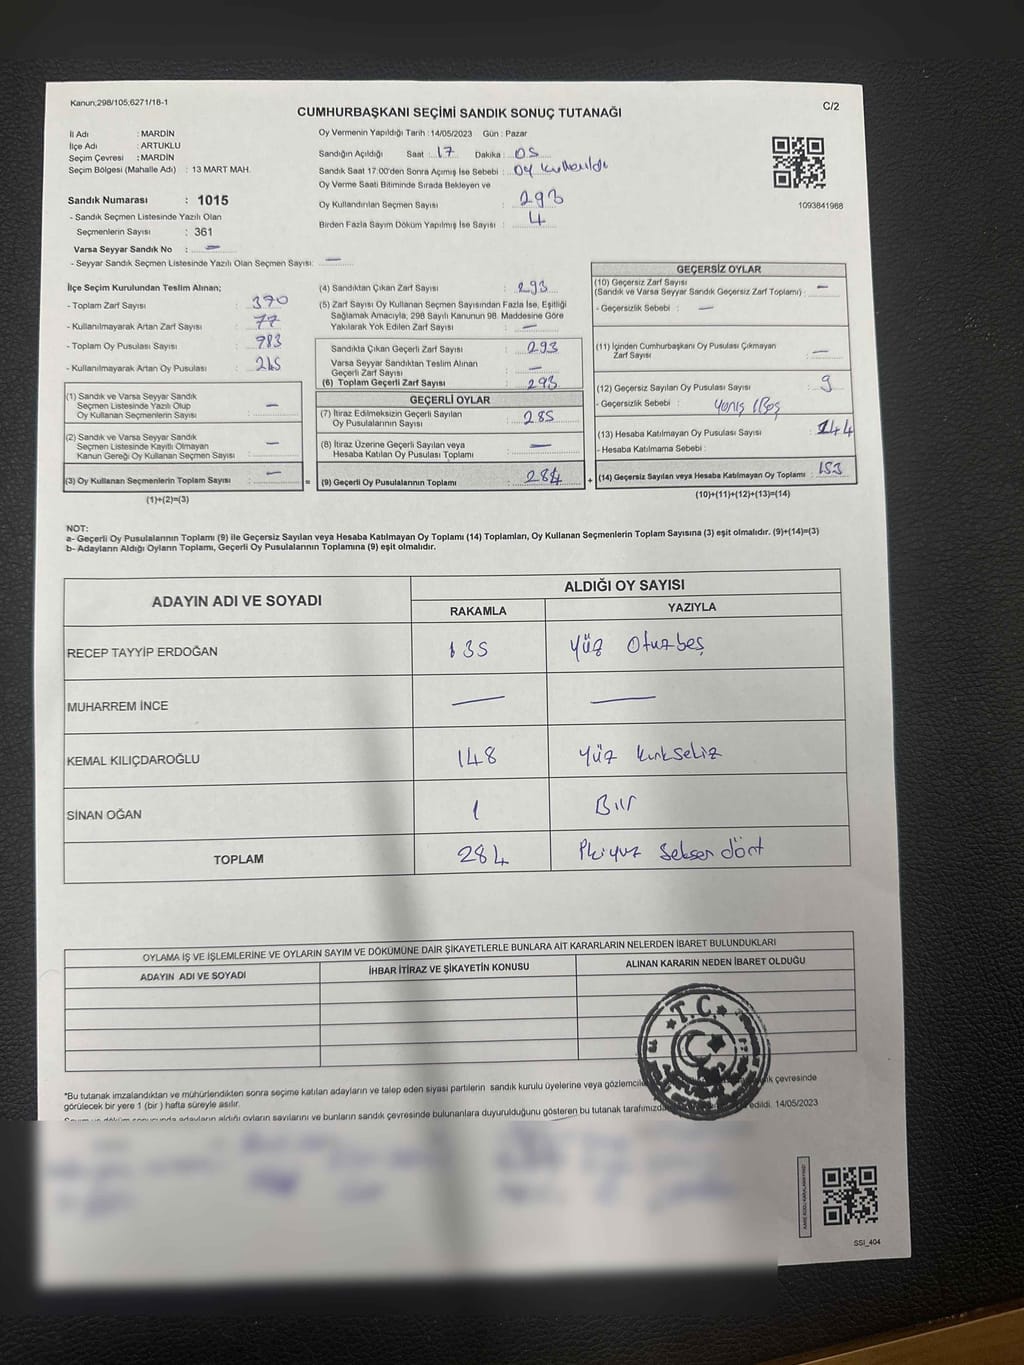 Kanun;298/105;6271/18-1
CUMHURBAŞKANI SEÇİMİ SANDIK SONUÇ TUTANAĞI
C/2
İl Adı : MARDİN
İlçe Adı : ARTUKLU
Seçim Çevresi : MARDİN
Seçim Bölgesi (Mahalle Adı) : 13 MART MAH.
Sandık Numarası : 1015
- Sandık Seçmen Listesinde Yazılı Olan
Seçmenlerin Sayısı : 361
Varsa Seyyar Sandık No : —
- Seyyar Sandık Seçmen Listesinde Yazılı Olan Seçmen Sayısı: —
Oy Vermenin Yapıldığı Tarih :14/05/2023 Gün : Pazar
Sandığın Açıldığı Saat : 17 Dakika : 05
Sandık Saat 17.00'den Sonra Açımış İse Sebebi : Oy kullanıldı
Oy Verme Saati Bitiminde Sırada Bekleyen ve
Oy Kullandırılan Seçmen Sayısı : 293
Birden Fazla Sayım Döküm Yapılmış İse Sayısı : 4
1093841988
İlçe Seçim Kurulundan Teslim Alınan;
- Toplam Zarf Sayısı : 370
- Kullanılmayarak Artan Zarf Sayısı : 77
- Toplam Oy Pusulası Sayısı : 983
- Kullanılmayarak Artan Oy Pusulası :
(1) Sandık ve Varsa Seyyar Sandık
Seçmen Listesinde Yazılı Olup
Oy Kullanan Seçmenlerin Sayısı : —
(2) Sandık ve Varsa Seyyar Sandık
Seçmen Listesinde Kayıtlı Olmayan
Kanun Gereği Oy Kullanan Seçmen Sayısı : —
(3) Oy Kullanan Seçmenlerin Toplam Sayısı : —
(1)+(2)=(3)
=
(4) Sandıktan Çıkan Zarf Sayısı : 293
(5) Zarf Sayısı Oy Kullanan Seçmen Sayısından Fazla İse, Eşitliği
Sağlamak Amacıyla, 298 Sayılı Kanunun 98. Maddesine Göre
Yakılarak Yok Edilen Zarf Sayısı : —
Sandıkta Çıkan Geçerli Zarf Sayısı : 293
Varsa Seyyar Sandıktan Teslim Alınan
Geçerli Zarf Sayısı : —
(6) Toplam Geçerli Zarf Sayısı : 293
GEÇERLİ OYLAR
(7) İtiraz Edilmeksizin Geçerli Sayılan
Oy Pusulasının Sayısı : 285
(8) İtiraz Üzerine Geçerli Sayılan veya
Hesaba Katılan Oy Pusulası Toplamı : —
(9) Geçerli Oy Pusulalarının Toplamı : 284
+
GEÇERSİZ OYLAR
(10) Geçersiz Zarf Sayısı
(Sandık ve Varsa Seyyar Sandık Geçersiz Zarf Toplamı) : —
- Geçersizlik Sebebi : —
(11) İçinden Cumhurbaşkanı Oy Pusulası Çıkmayan
Zarf Sayısı : —
(12) Geçersiz Sayılan Oy Pusulası Sayısı : 9
- Geçersizlik Sebebi :
(13) Hesaba Katılmayan Oy Pusulası Sayısı : 144
- Hesaba Katılmama Sebebi :
(14) Geçersiz Sayılan veya Hesaba Katılmayan Oy Toplamı : 153
(10)+(11)+(12)+(13)=(14)
NOT:
a- Geçerli Oy Pusulalarının Toplamı (9) ile Geçersiz Sayılan veya Hesaba Katılmayan Oy Toplamı (14) Toplamları, Oy Kullanan Seçmenlerin Toplam Sayısına (3) eşit olmalıdır. (9)+(14)=(3)
b- Adayların Aldığı Oyların Toplamı, Geçerli Oy Pusulalarının Toplamına (9) eşit olmalıdır.
ADAYIN ADI VE SOYADI
ALDIĞI OY SAYISI
RAKAMLA YAZIYLA
RECEP TAYYİP ERDOĞAN 135 Yüz Otuzbeş
MUHARREM İNCE — —
KEMAL KILIÇDAROĞLU 148 Yüz Kırksekiz
SİNAN OĞAN 1 Bir
TOPLAM 284 İkiyüz Seksen dört
OYLAMA İŞ VE İŞLEMLERİNE VE OYLARIN SAYIM VE DÖKÜMÜNE DAİR ŞİKAYETLERLE BUNLARA AİT KARARLARIN NELERDEN İBARET BULUNDUKLARI
ADAYIN ADI VE SOYADI İHBAR İTİRAZ VE ŞİKAYETİN KONUSU ALINAN KARARIN NEDEN İBARET OLDUĞU
T.C.
*Bu tutanak imzalandıktan ve mühürlendikten sonra seçime katılan adayların ve talep eden siyasi partilerin sandık kurulu üyelerine veya gözlemcil çevresinde
görülecek bir yere 1 (bir ) hafta süreyle asılır.
adayların aldığı oyların sayılarını ve bunların sandık çevresinde bulunanlara duyurulduğunu gösteren bu tutanak tarafımızda edildi. 14/05/2023
SSI_404